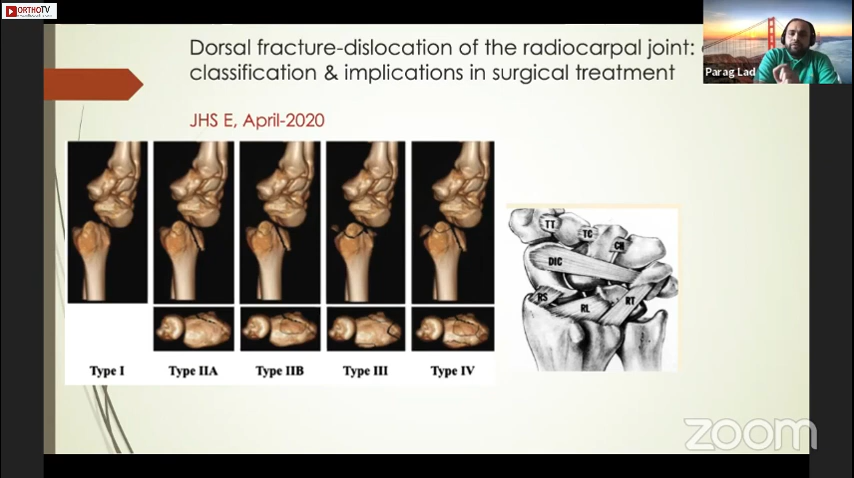 ORTHOTV
Dorsal fracture-dislocation of the radiocarpal joint:
classification & implications in surgical treatment
Parag Lad
JHS E, April-2020
TT
TC
CH
DIC
RS
RL
RT
Type I
Type IIA
Type IIB
Type III
Type IV
zoom